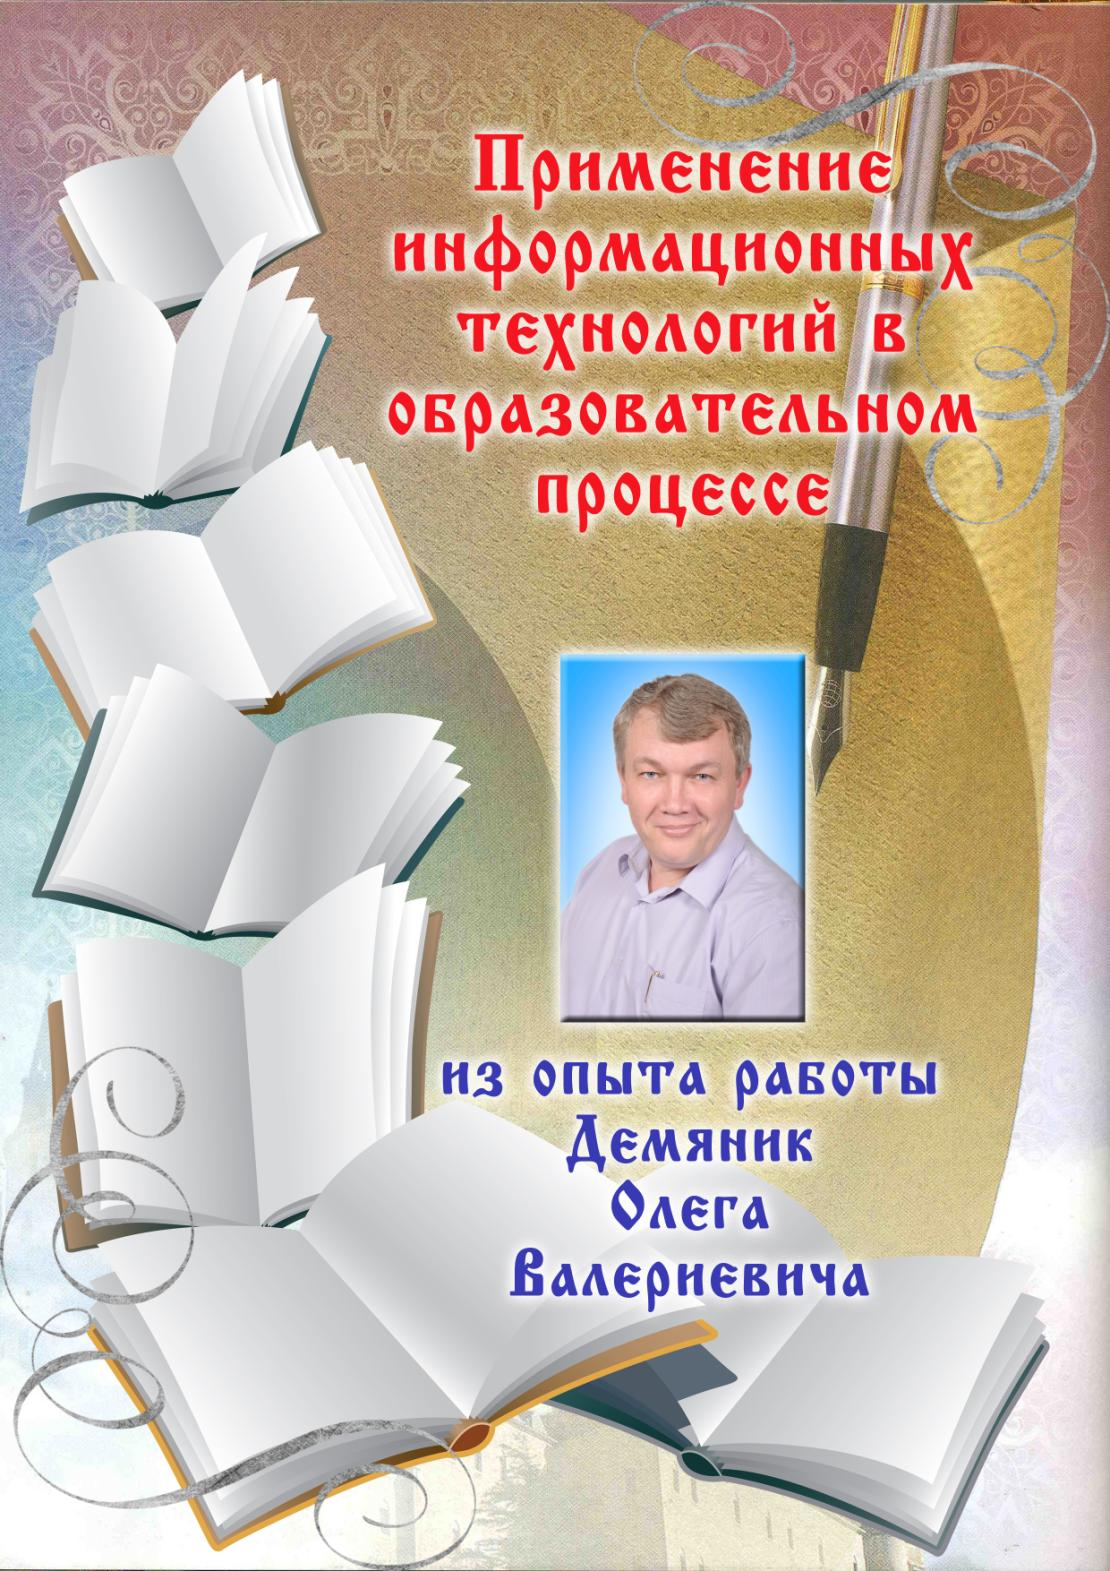 Применение
информационных
технологий в
образовательном
процессе
из опыта работы
Демяник
Олега
Валериевича